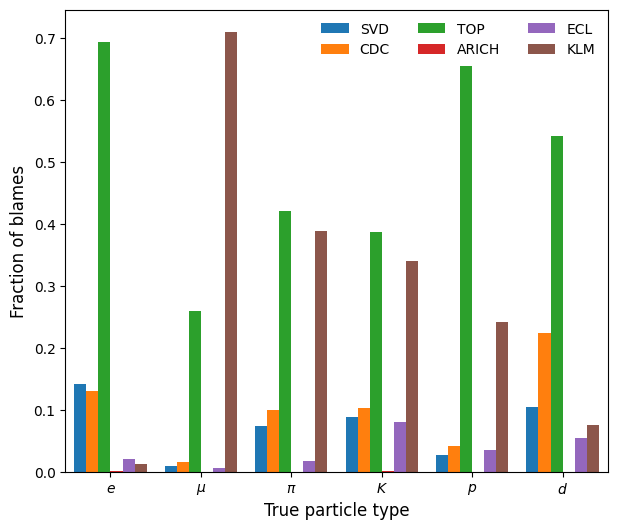 SVD TOP ECL
CDC ARICH KLM
Fraction of blames
0.7
0.6
0.5
0.4
0.3
0.2
0.1
0.0
e μ π K p d
True particle type